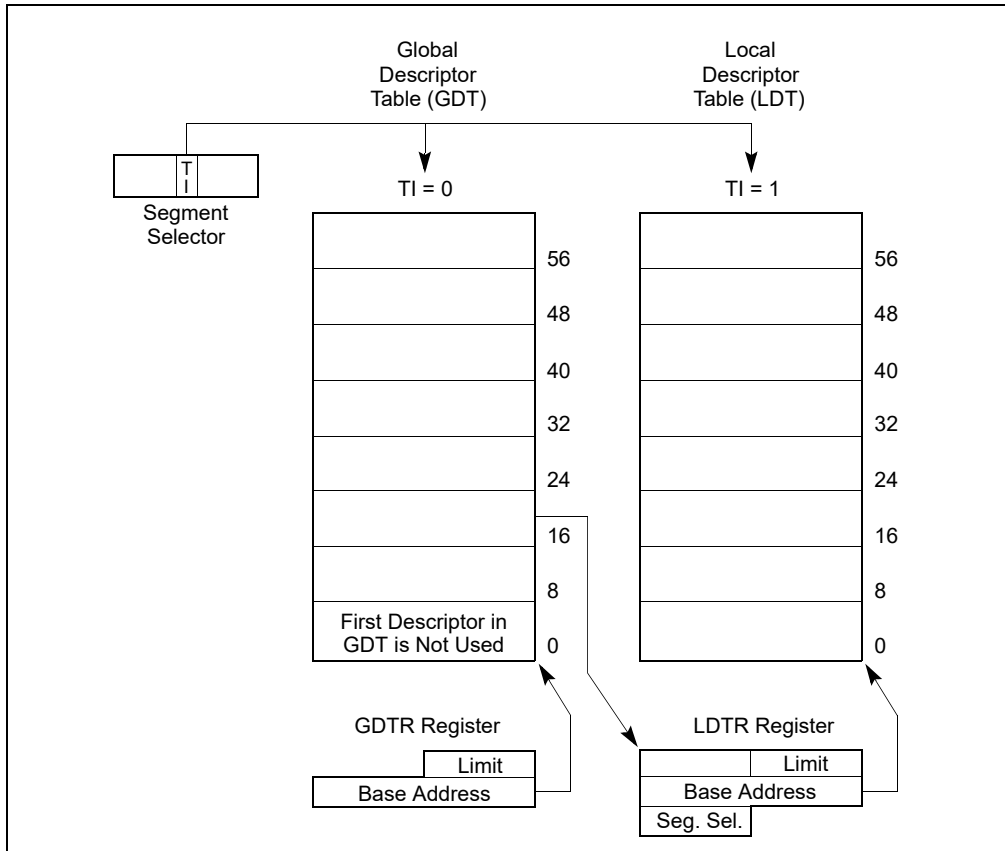 Global
Descriptor
Table (GDT)
Local
Descriptor
Table (LDT)
T
I
Segment
Selector
TI = 0
TI = 1
56
48
40
32
24
16
8
0
First Descriptor in
GDT is Not Used
56
48
40
32
24
16
8
0
GDTR Register
Limit
Base Address
LDTR Register
Limit
Base Address
Seg. Sel.